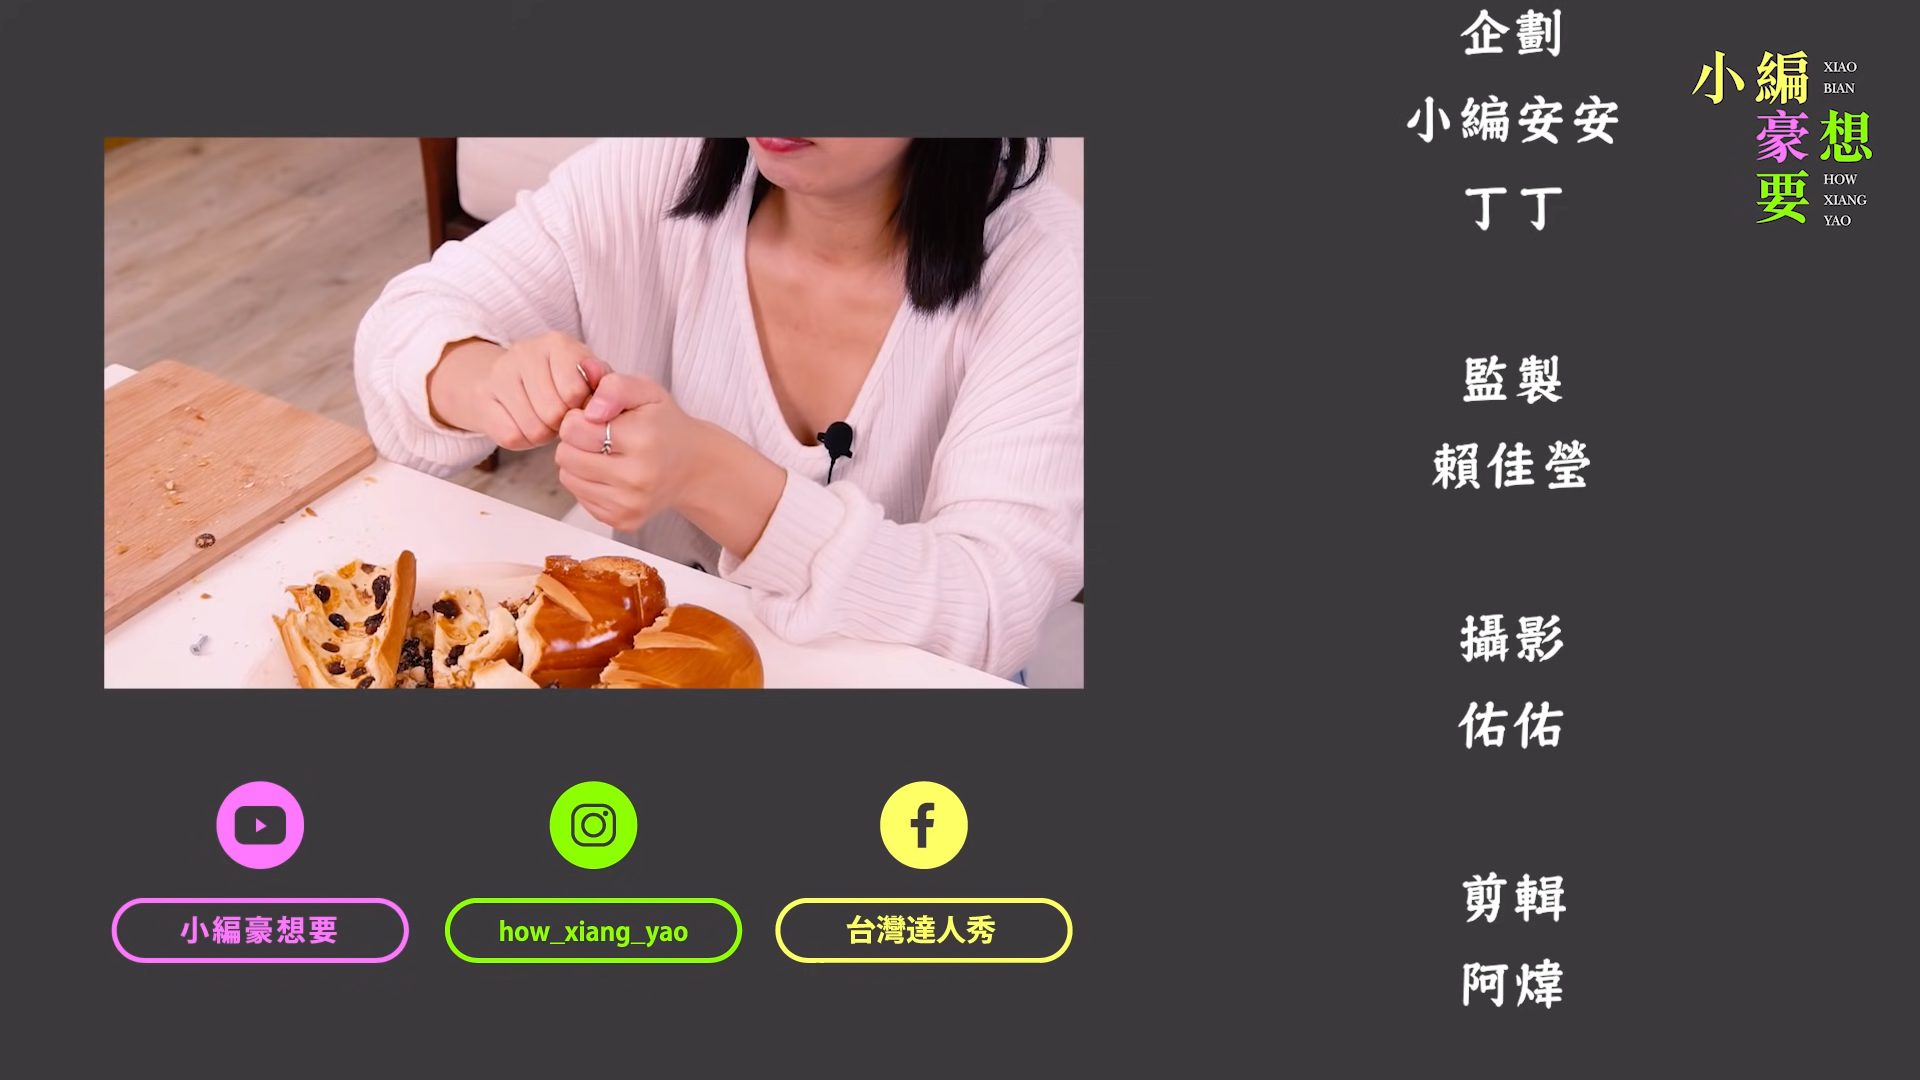 企劃
小編安安
丁丁
監製
賴佳瑩
攝影
佑佑
剪輯
阿煒
小編
XIAO
BIAN
豪想
要
HOW
XIANG
YAO
小編豪想要
how_xiang_yao
台灣達人秀